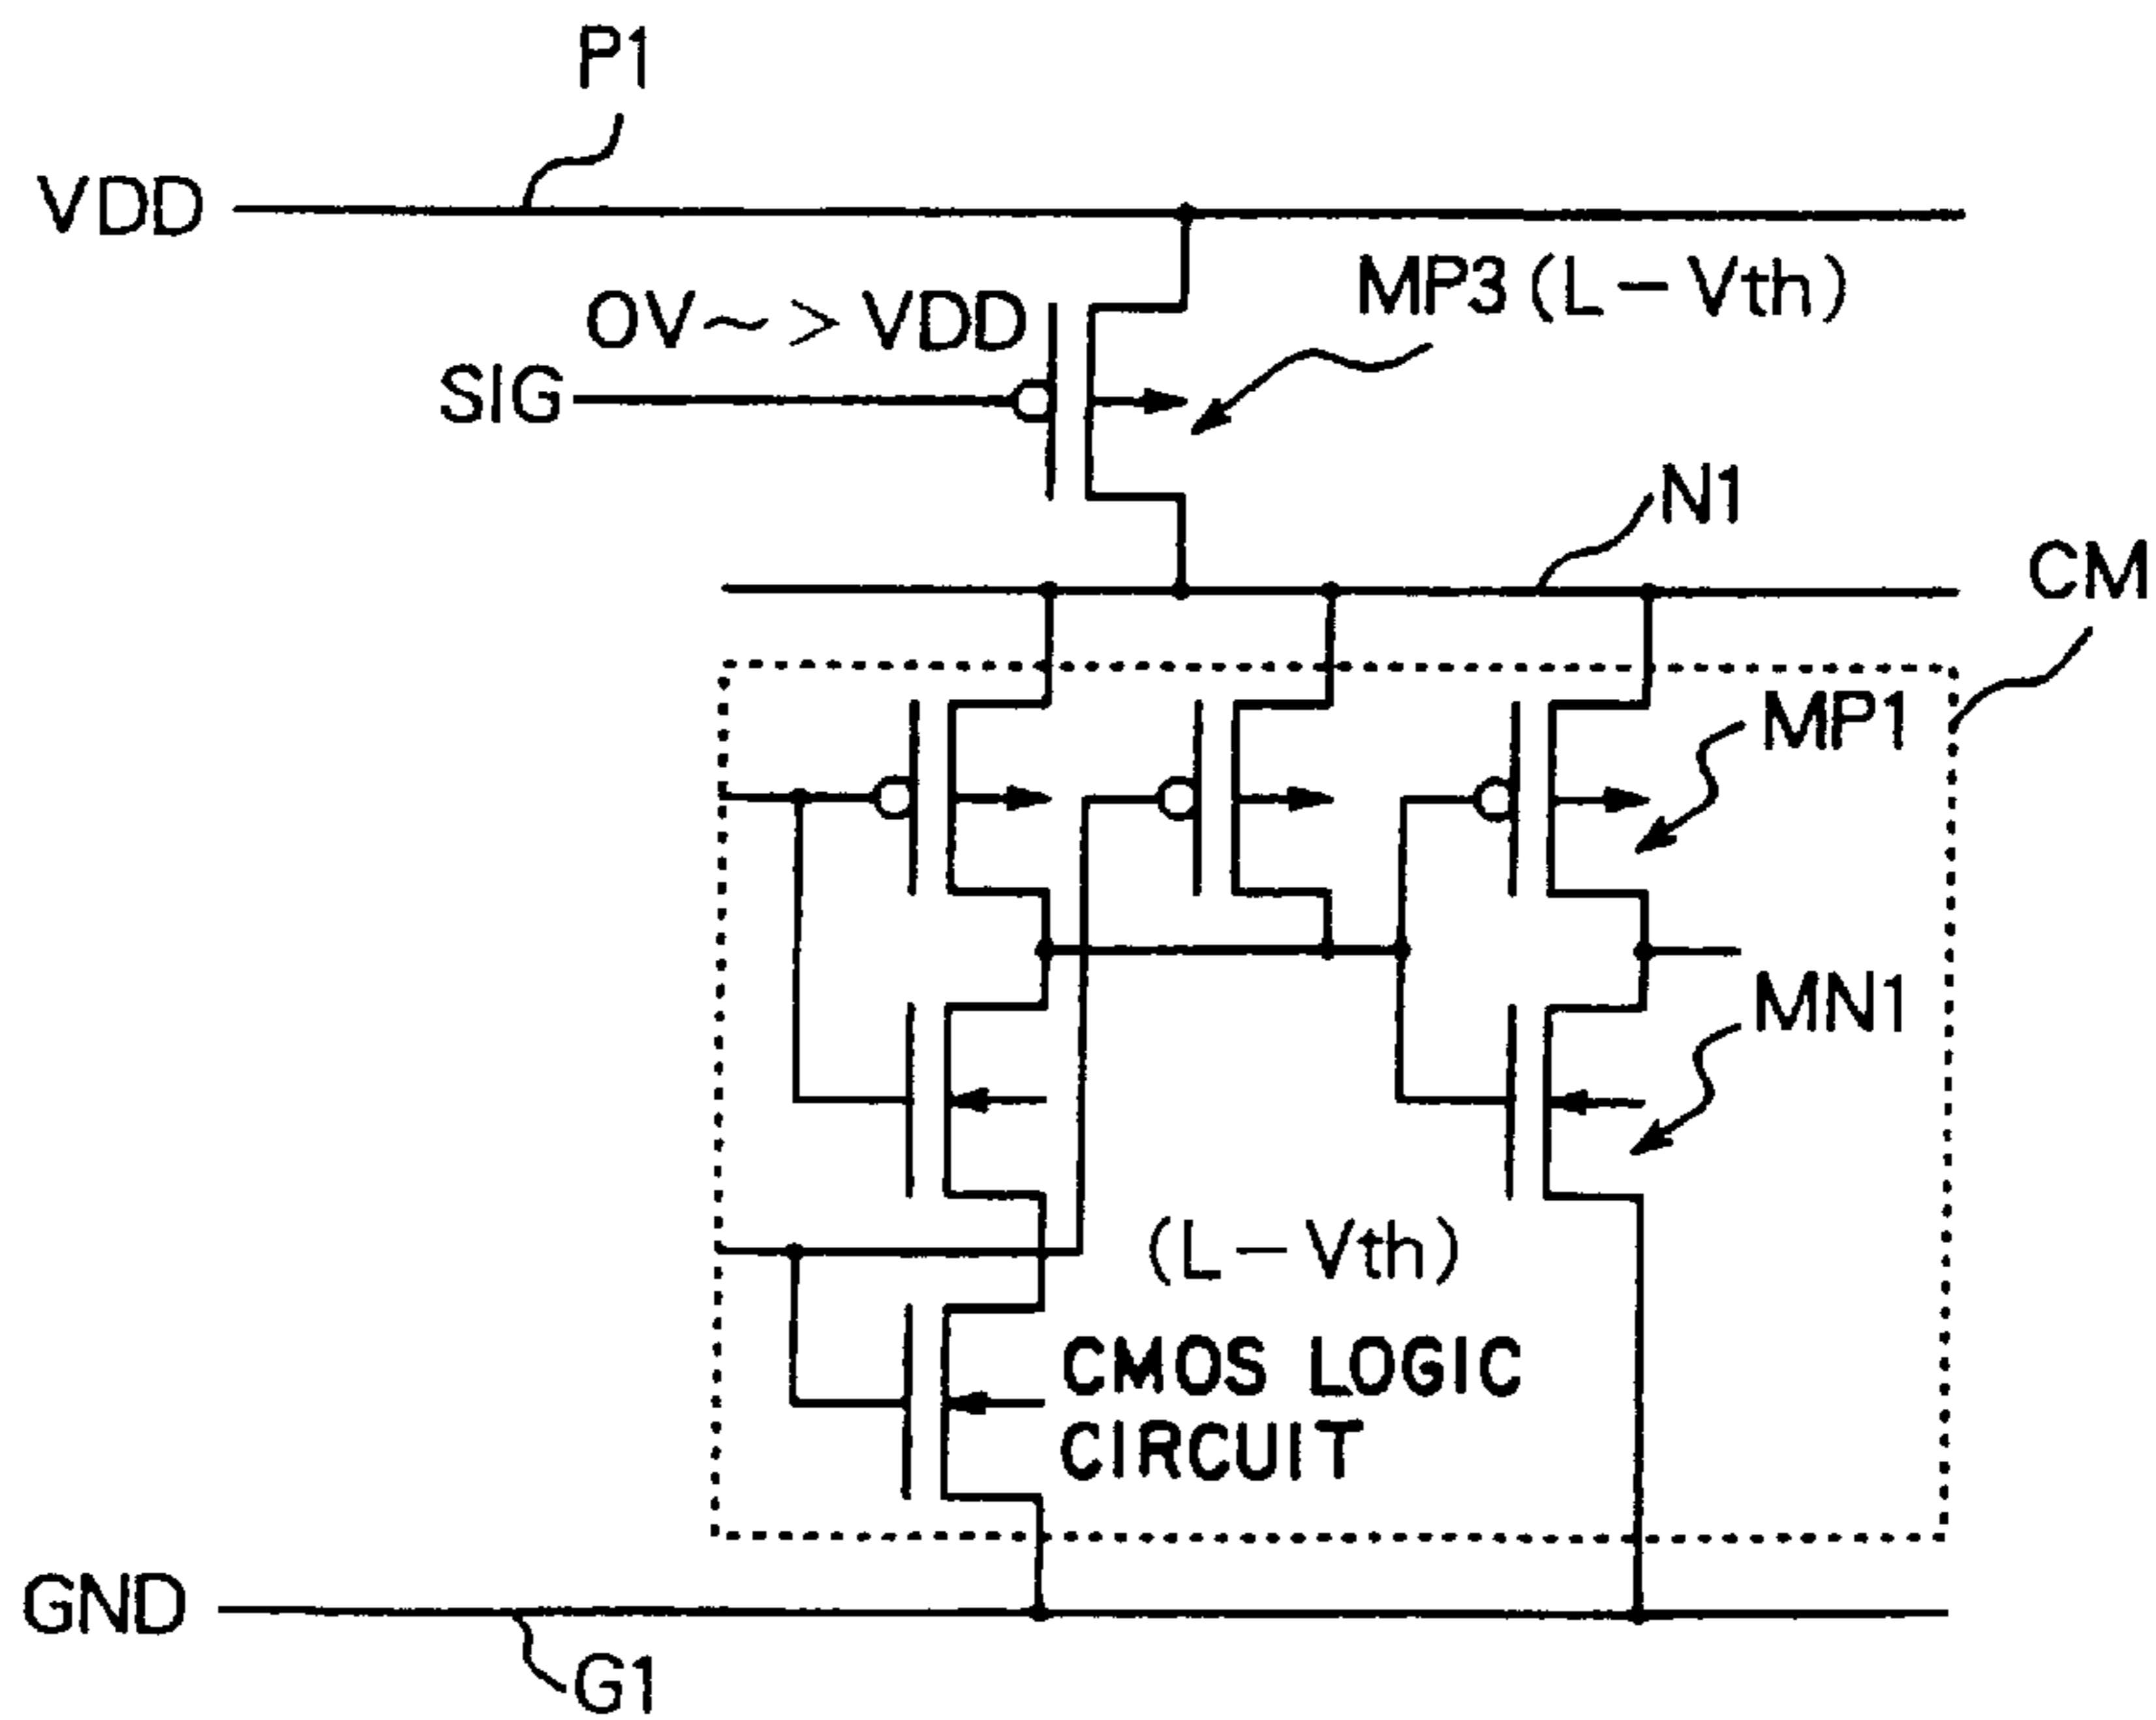 P1
VDD
MP3(L-Vth)
0V~>VDD
SIG
N1
CM
MP1
MN1
(L-Vth)
CMOS LOGIC
CIRCUIT
GND
G1